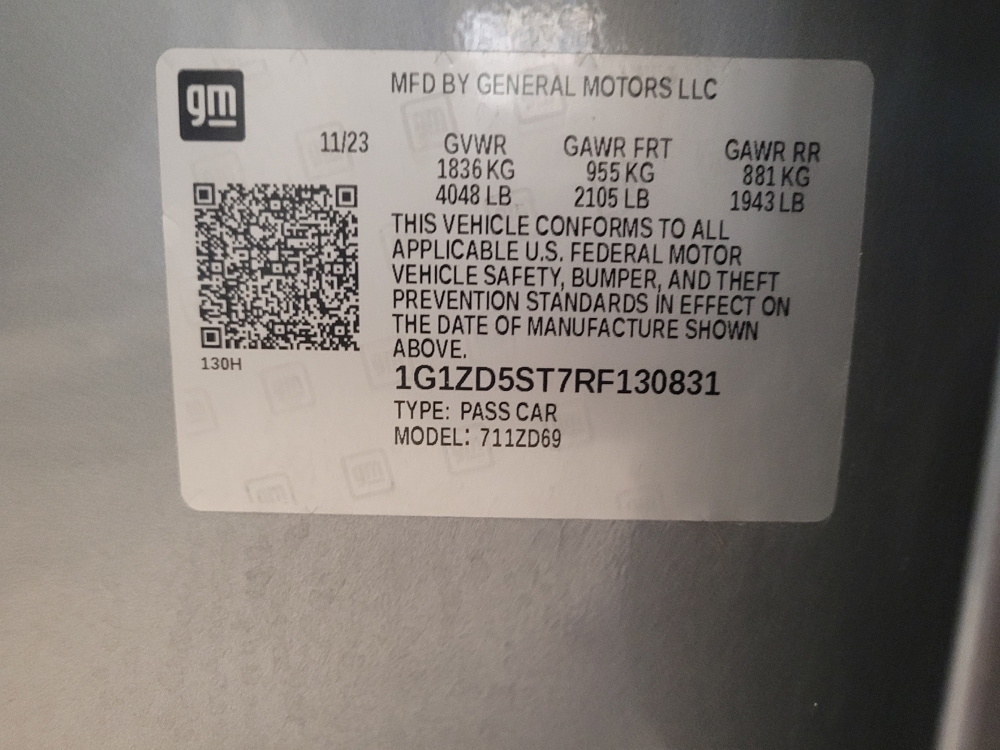 gm
MFD BY GENERAL MOTORS LLC
11/23 GVWR GAWR FRT GAWR RR
1836 KG 955 KG 881 KG
4048 LB 2105 LB 1943 LB
THIS VEHICLE CONFORMS TO ALL
APPLICABLE U.S. FEDERAL MOTOR
VEHICLE SAFETY, BUMPER, AND THEFT
PREVENTION STANDARDS IN EFFECT ON
THE DATE OF MANUFACTURE SHOWN
ABOVE.
130H
1G1ZD5ST7RF130831
TYPE: PASS CAR
MODEL: 711ZD69